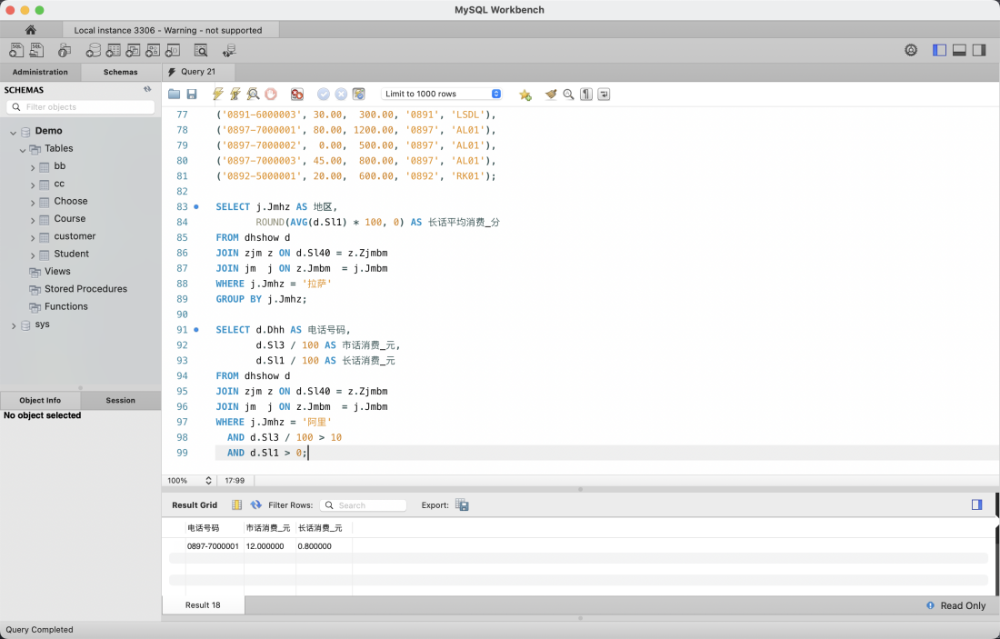 MySQL Workbench
Local instance 3306 - Warning - not supported
Administration
Schemas
Query 21
SCHEMAS
Filter objects
Demo
Tables
bb
cc
Choose
Course
customer
Student
Views
Stored Procedures
Functions
sys
Object Info
Session
No object selected
Limit to 1000 rows
77 ('0891-6000003', 30.00,  300.00, '0891', 'LSDL'),
78 ('0897-7000001', 80.00, 1200.00, '0897', 'AL01'),
79 ('0897-7000002',  0.00,  500.00, '0897', 'AL01'),
80 ('0897-7000003', 45.00,  800.00, '0897', 'AL01'),
81 ('0892-5000001', 20.00,  600.00, '0892', 'RK01');
82
83 SELECT j.Jmhz AS 地区,
84        ROUND(AVG(d.Sl1) * 100, 0) AS 长话平均消费_分
85 FROM dhshow d
86 JOIN zjm z ON d.Sl40 = z.Zjmbm
87 JOIN jm  j ON z.Jmbm  = j.Jmbm
88 WHERE j.Jmhz = '拉萨'
89 GROUP BY j.Jmhz;
90
91 SELECT d.Dhh AS 电话号码,
92        d.Sl3 / 100 AS 市话消费_元,
93        d.Sl1 / 100 AS 长话消费_元
94 FROM dhshow d
95 JOIN zjm z ON d.Sl40 = z.Zjmbm
96 JOIN jm  j ON z.Jmbm  = j.Jmbm
97 WHERE j.Jmhz = '阿里'
98   AND d.Sl3 / 100 > 10
99   AND d.Sl1 > 0;
100% 17:99
Result Grid Filter Rows: Search Export:
电话号码 市话消费_元 长话消费_元
0897-7000001 12.000000 0.800000
Result 18
Read Only
Query Completed